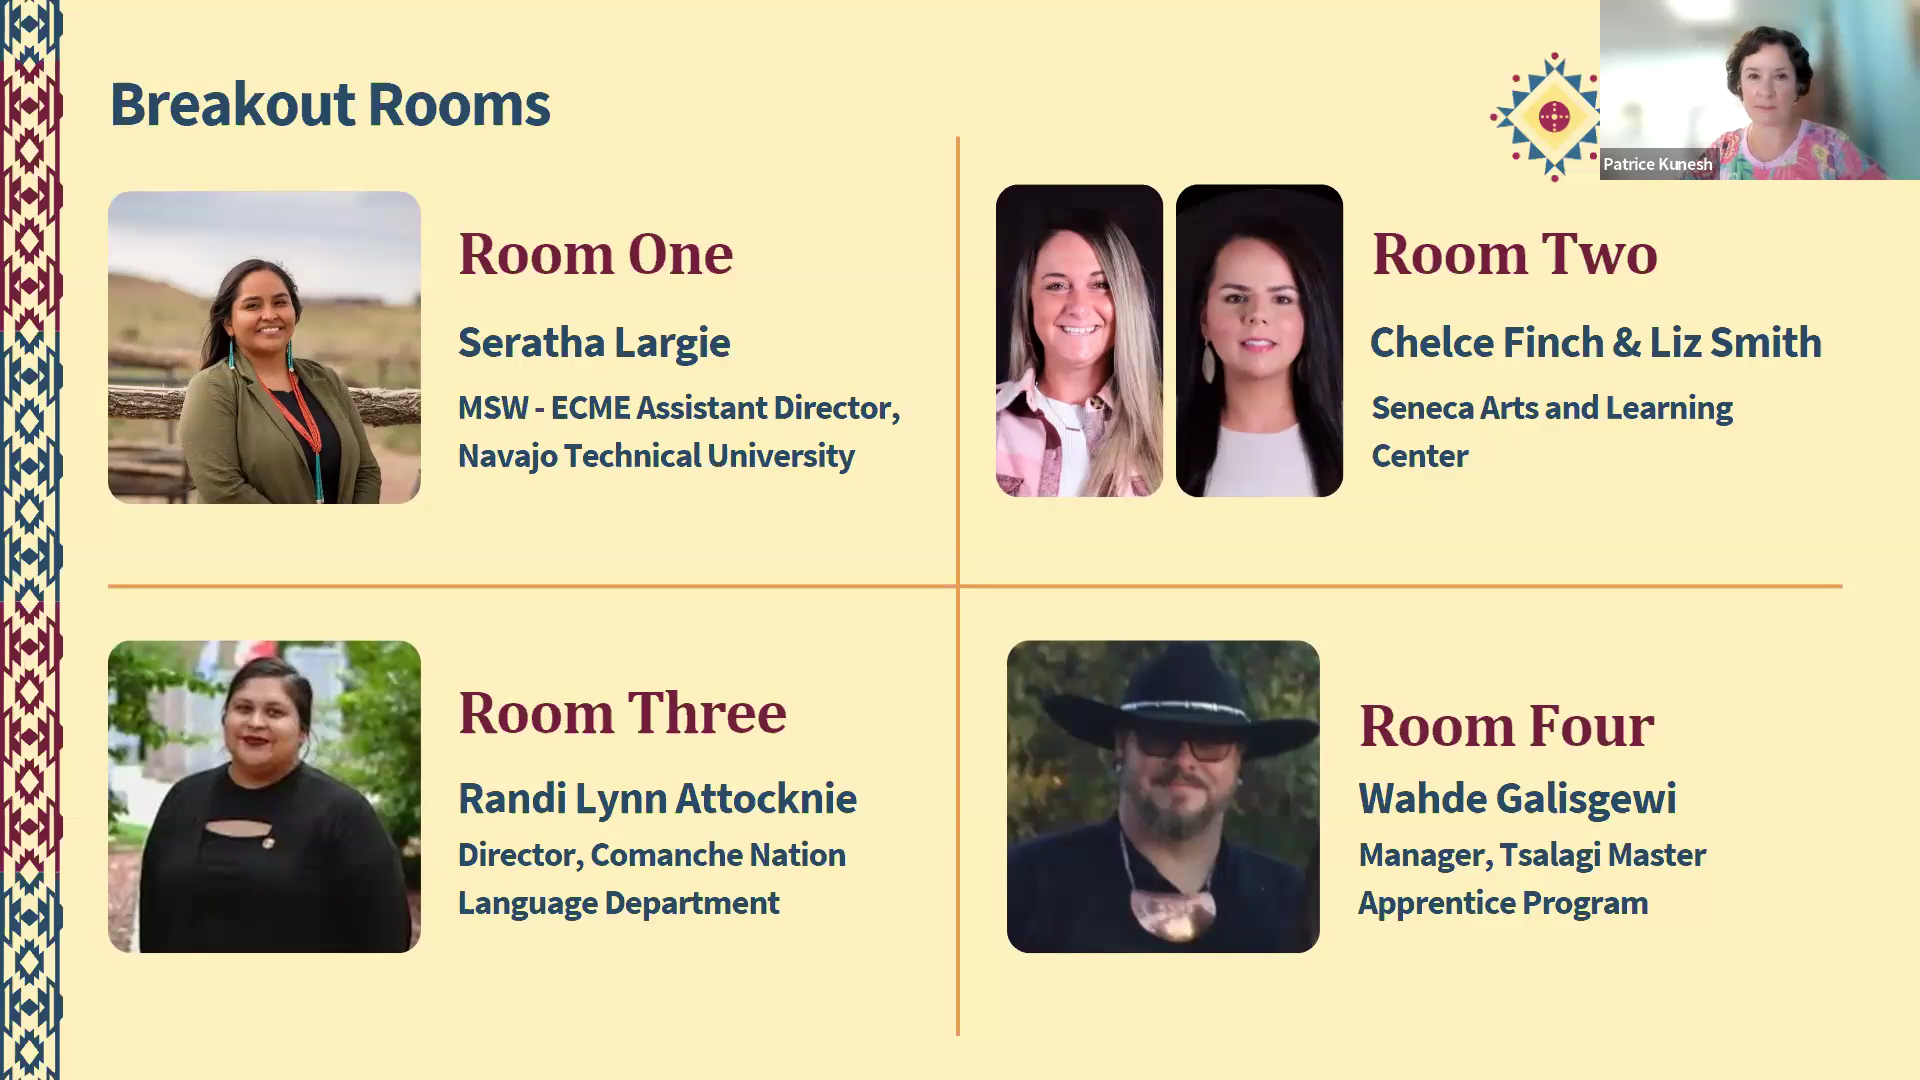 Breakout Rooms
Patrice Kunesh
Room One
Seratha Largie
MSW - ECME Assistant Director,
Navajo Technical University
Room Two
Chelce Finch & Liz Smith
Seneca Arts and Learning
Center
Room Three
Randi Lynn Attocknie
Director, Comanche Nation
Language Department
Room Four
Wahde Galisgewi
Manager, Tsalagi Master
Apprentice Program